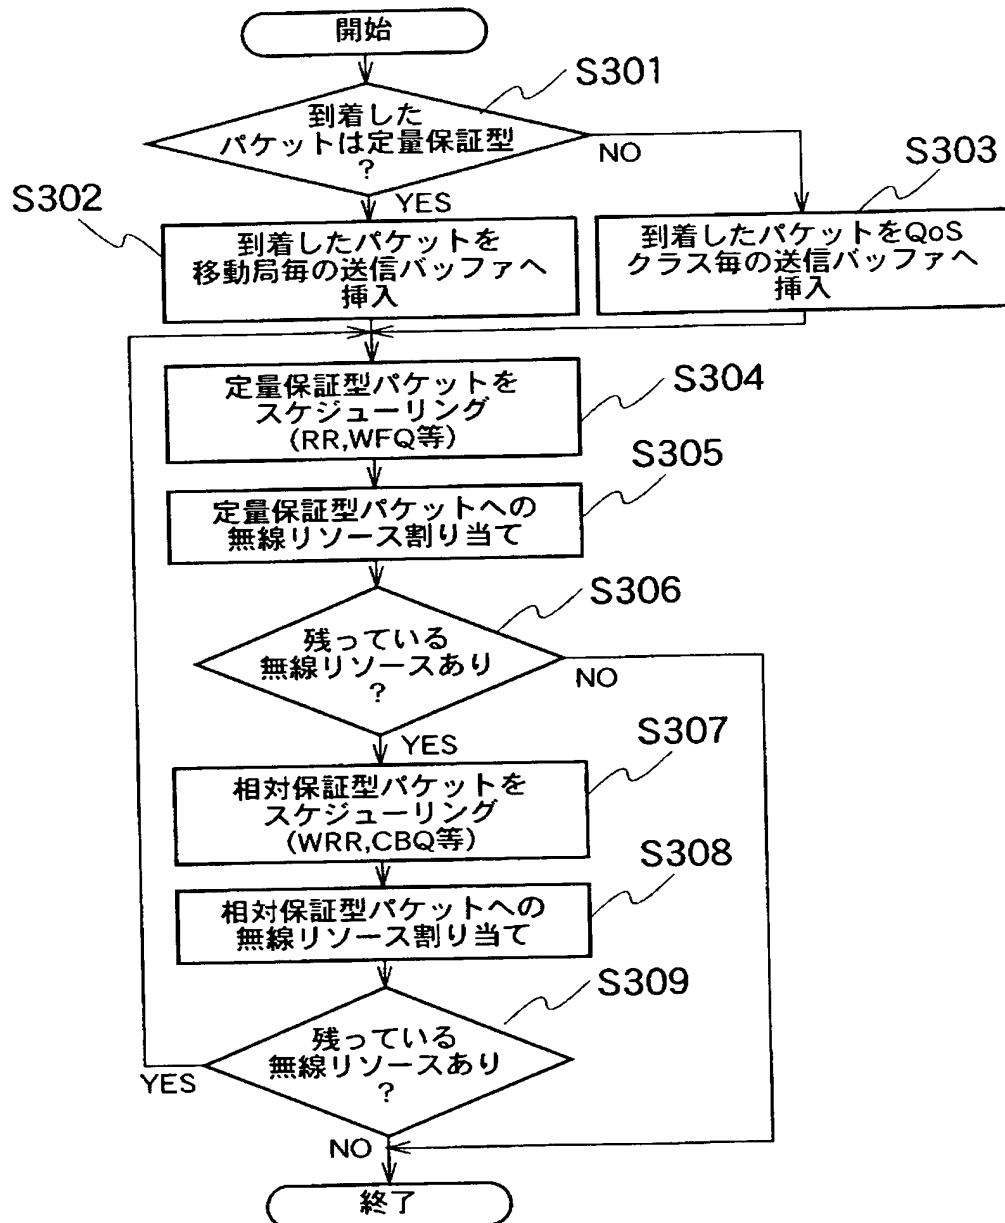 開始
S301
到着した
パケットは定量保証型
?
NO
YES
S302
S303
到着したパケットを
移動局毎の送信バッファへ
挿入
到着したパケットをQoS
クラス毎の送信バッファへ
挿入
S304
定量保証型パケットを
スケジューリング
(RR,WFQ等)
S305
定量保証型パケットへの
無線リソース割り当て
S306
残っている
無線リソースあり
?
NO
YES
S307
相対保証型パケットを
スケジューリング
(WRR,CBQ等)
S308
相対保証型パケットへの
無線リソース割り当て
S309
残っている
無線リソースあり
?
YES
NO
終了